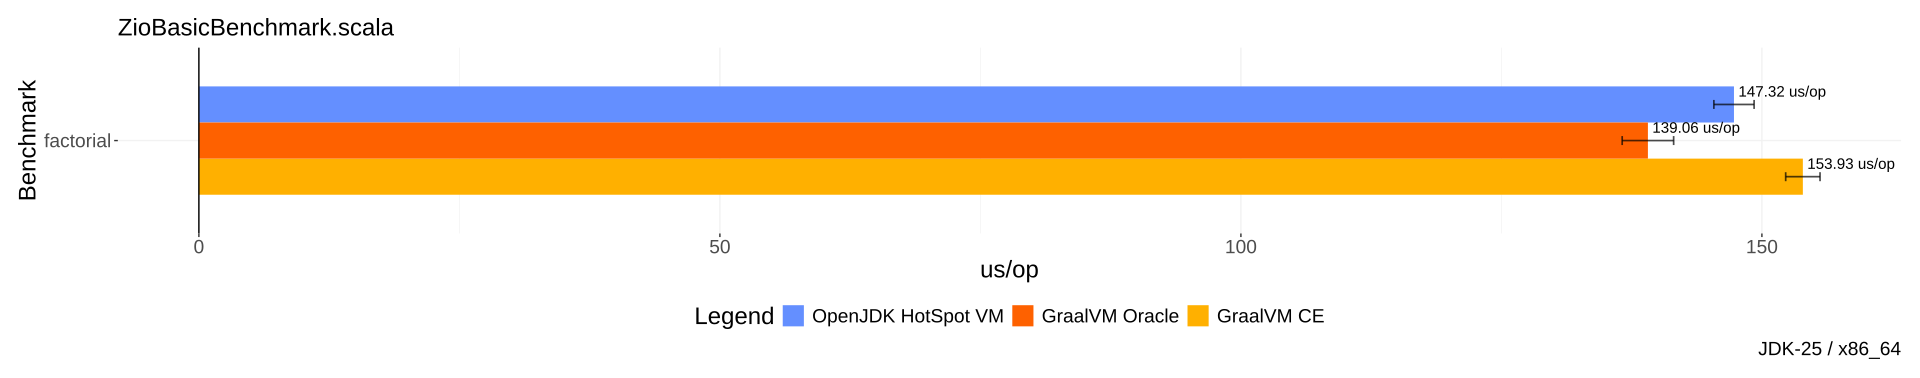 ZioBasicBenchmark.scala
Benchmark
factorial
147.32 us/op
139.06 us/op
153.93 us/op
0 50 100 150
us/op
Legend OpenJDK HotSpot VM GraalVM Oracle GraalVM CE
JDK-25 / x86_64